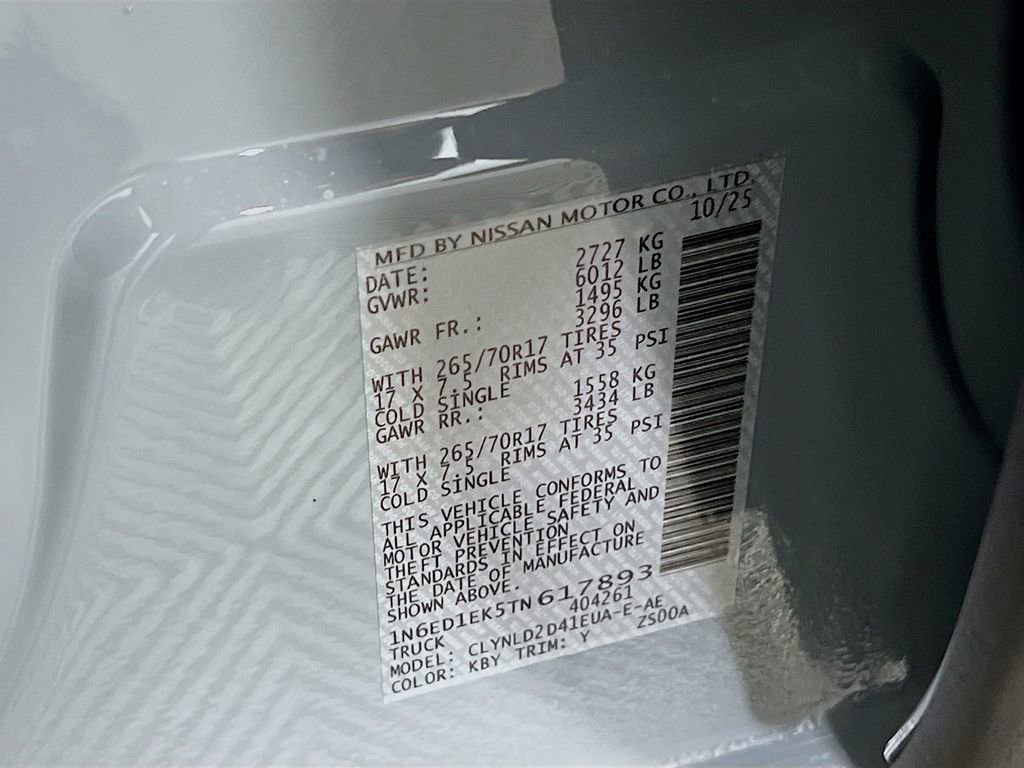 MFD BY NISSAN MOTOR CO., LTD.
DATE: 10/25
GVWR: 2727 KG
6012 LB
GAWR FR.: 1495 KG
3296 LB
WITH 265/70R17 TIRES
17 X 7.5 RIMS AT 35 PSI
COLD SINGLE
GAWR RR.: 1558 KG
3434 LB
WITH 265/70R17 TIRES
17 X 7.5 RIMS AT 35 PSI
COLD SINGLE
THIS VEHICLE CONFORMS TO
ALL APPLICABLE FEDERAL
MOTOR VEHICLE SAFETY AND
THEFT PREVENTION
STANDARDS IN EFFECT ON
THE DATE OF MANUFACTURE
SHOWN ABOVE.
1N6ED1EK5TN617893
TRUCK 404261
MODEL: CLYNLD2D41EUA-E-AE
COLOR: KBY TRIM: Y ZS00A